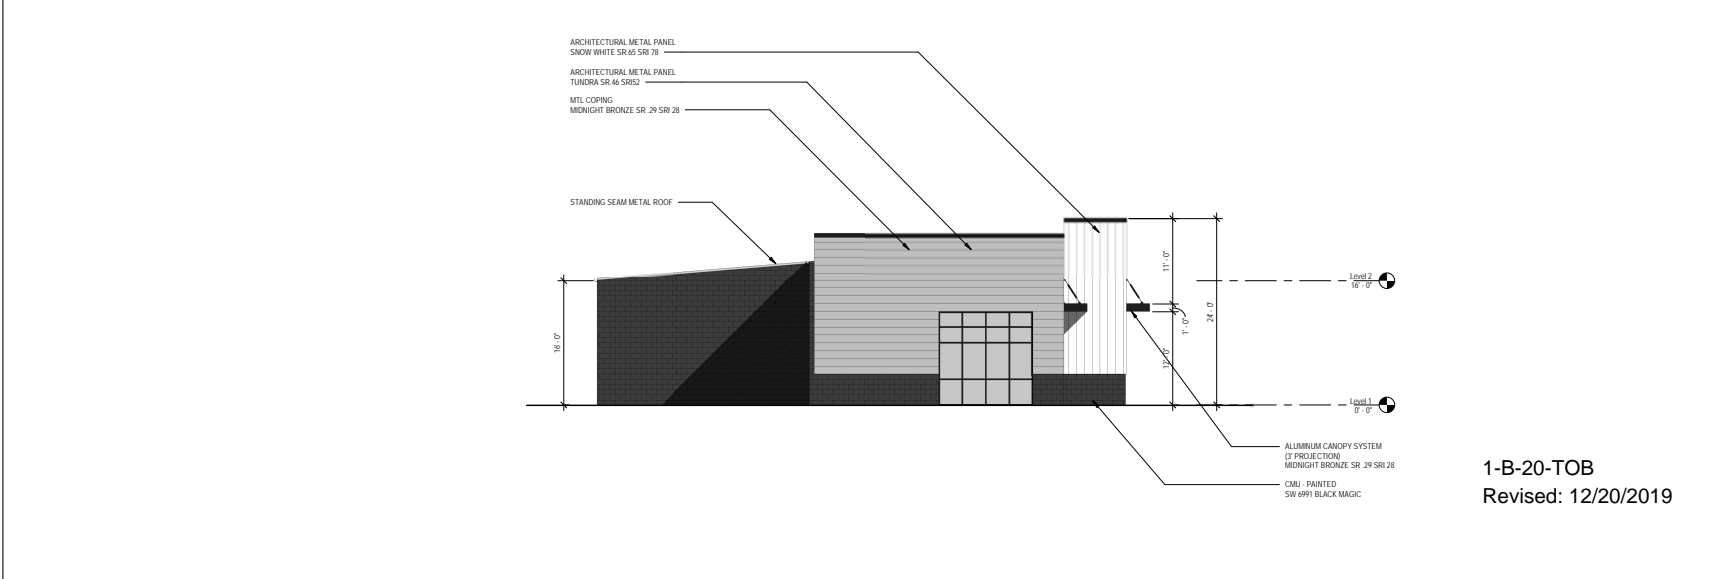 ARCHITECTURAL METAL PANEL
SNOW WHITE SR.65 SRI 78
ARCHITECTURAL METAL PANEL
TUNDRA SR.46 SRI52
MTL COPING
MIDNIGHT BRONZE SR .29 SRI 28
STANDING SEAM METAL ROOF
16' - 0"
11' - 0"
1' - 0"
12' - 0"
24' - 0"
Level 2
16' - 0"
Level 1
0' - 0"
ALUMINUM CANOPY SYSTEM
(3' PROJECTION)
MIDNIGHT BRONZE SR .29 SRI 28
CMU - PAINTED
SW 6991 BLACK MAGIC
1-B-20-TOB
Revised: 12/20/2019